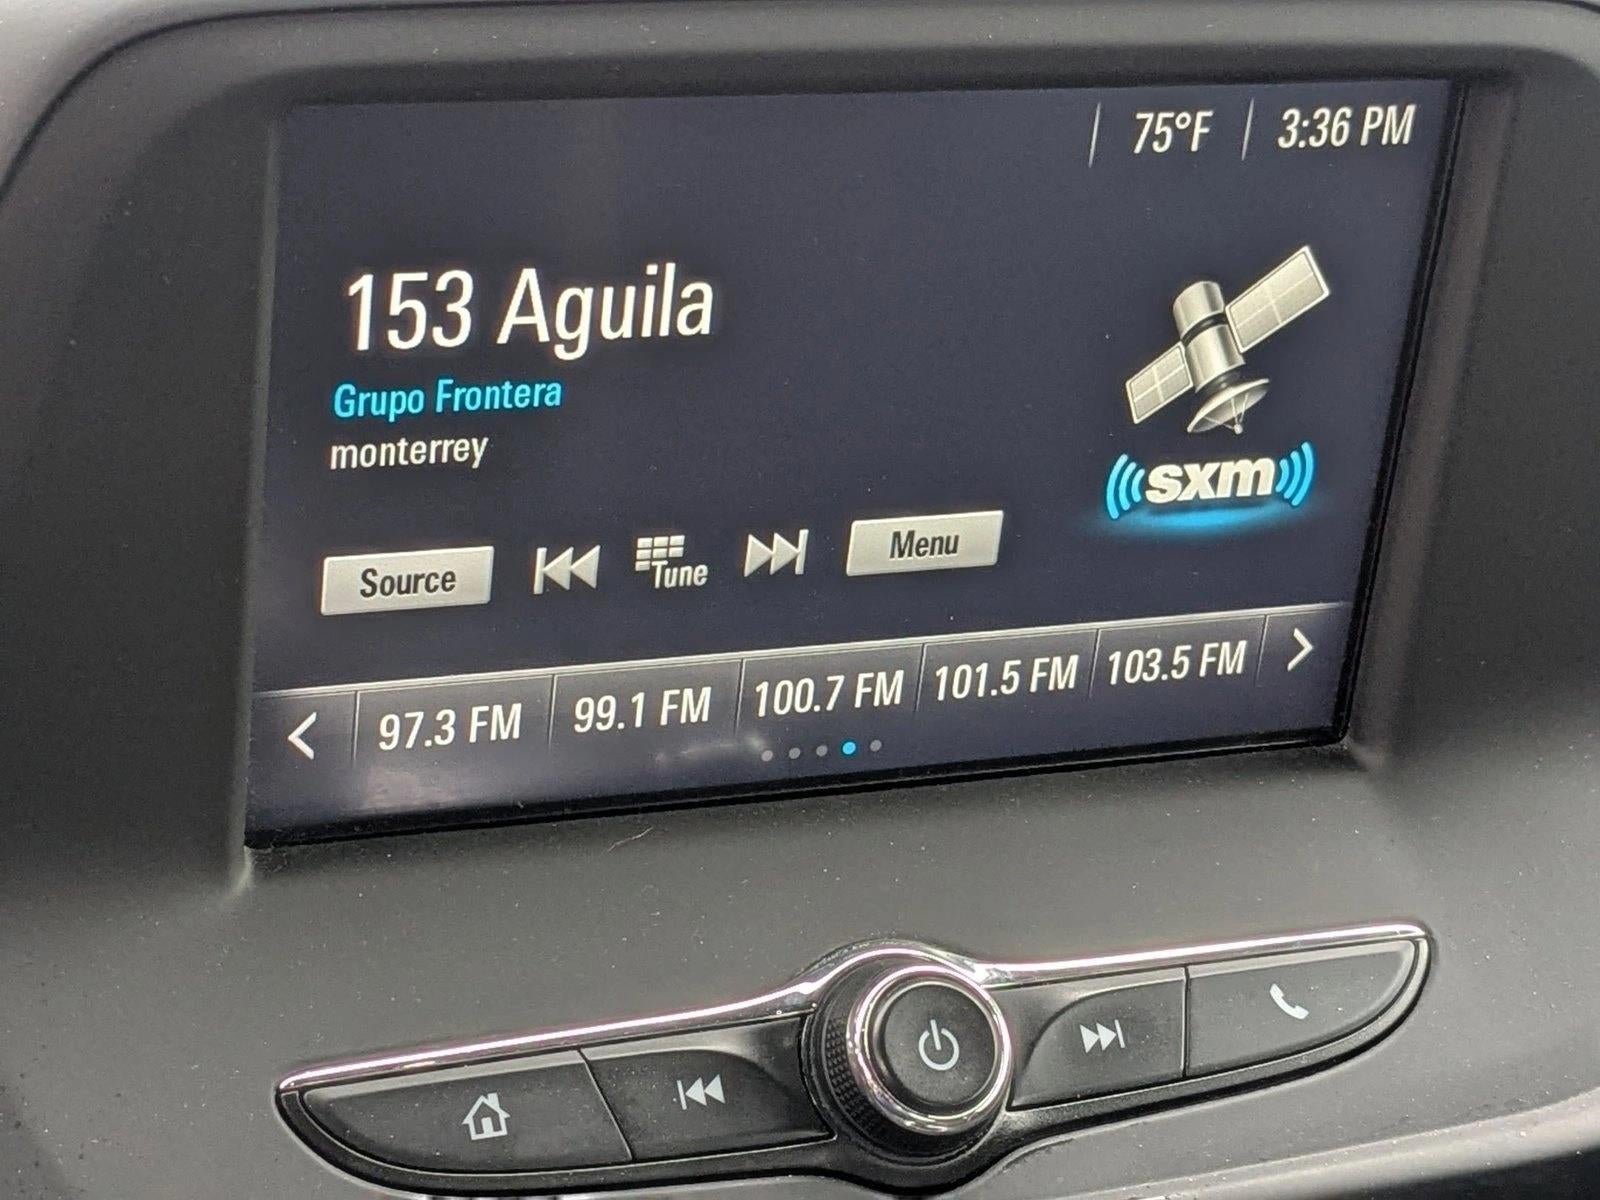 75°F 3:36 PM
153 Aguila
Grupo Frontera
monterrey
sxm
Source Tune Menu
97.3 FM 99.1 FM 100.7 FM 101.5 FM 103.5 FM